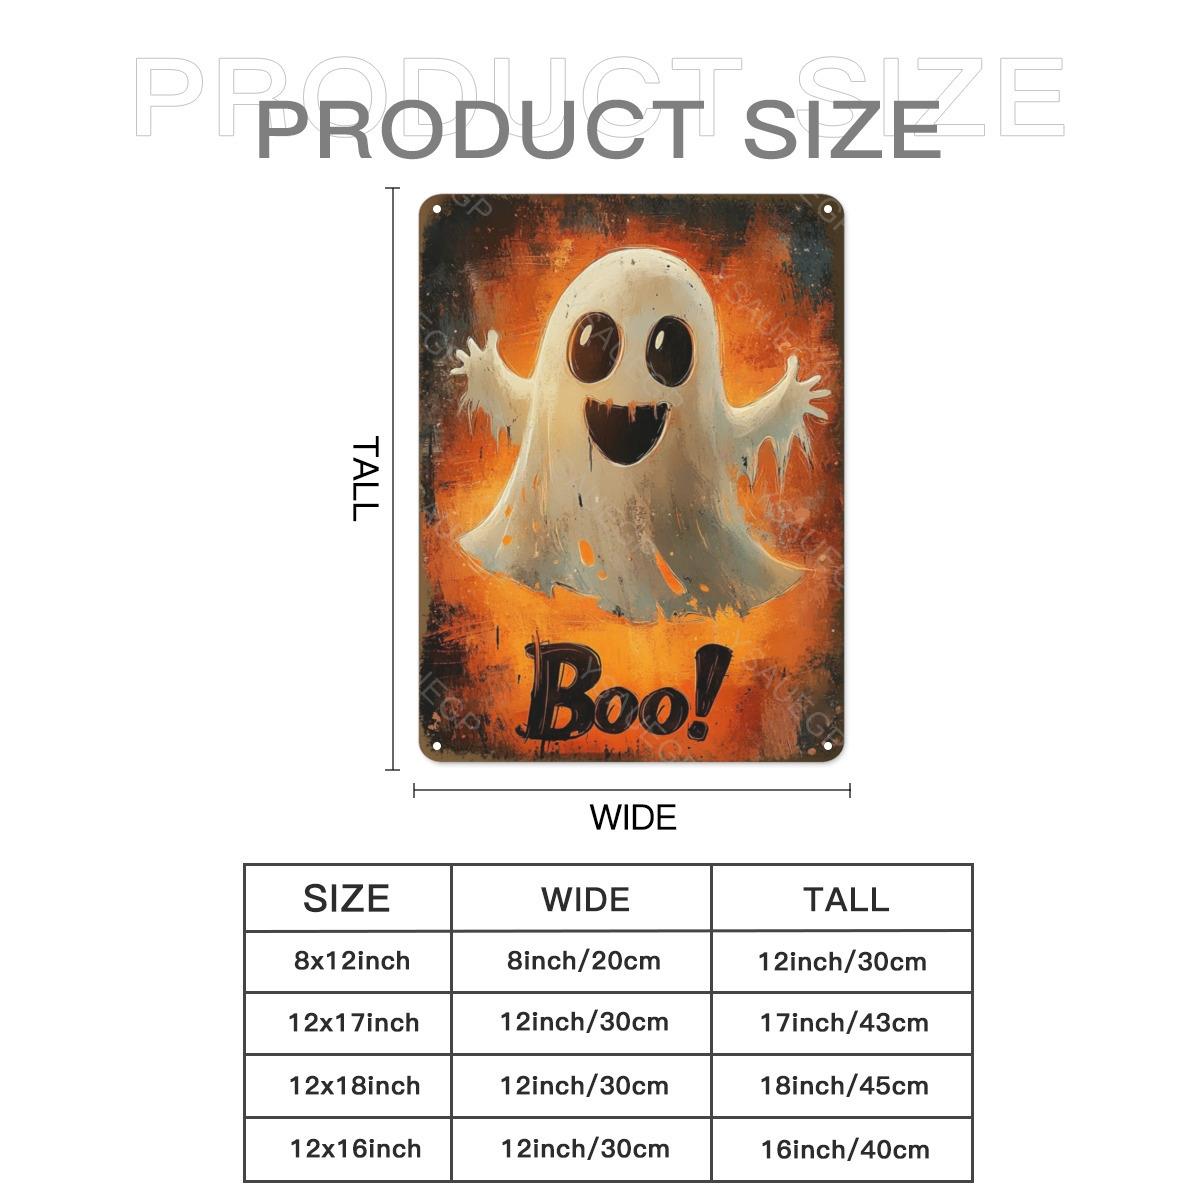 PRODUCT SIZE
PRODUCT SIZE
TALL
YSAUEGP
Boo!
WIDE
SIZE WIDE TALL
8x12inch 8inch/20cm 12inch/30cm
12x17inch 12inch/30cm 17inch/43cm
12x18inch 12inch/30cm 18inch/45cm
12x16inch 12inch/30cm 16inch/40cm